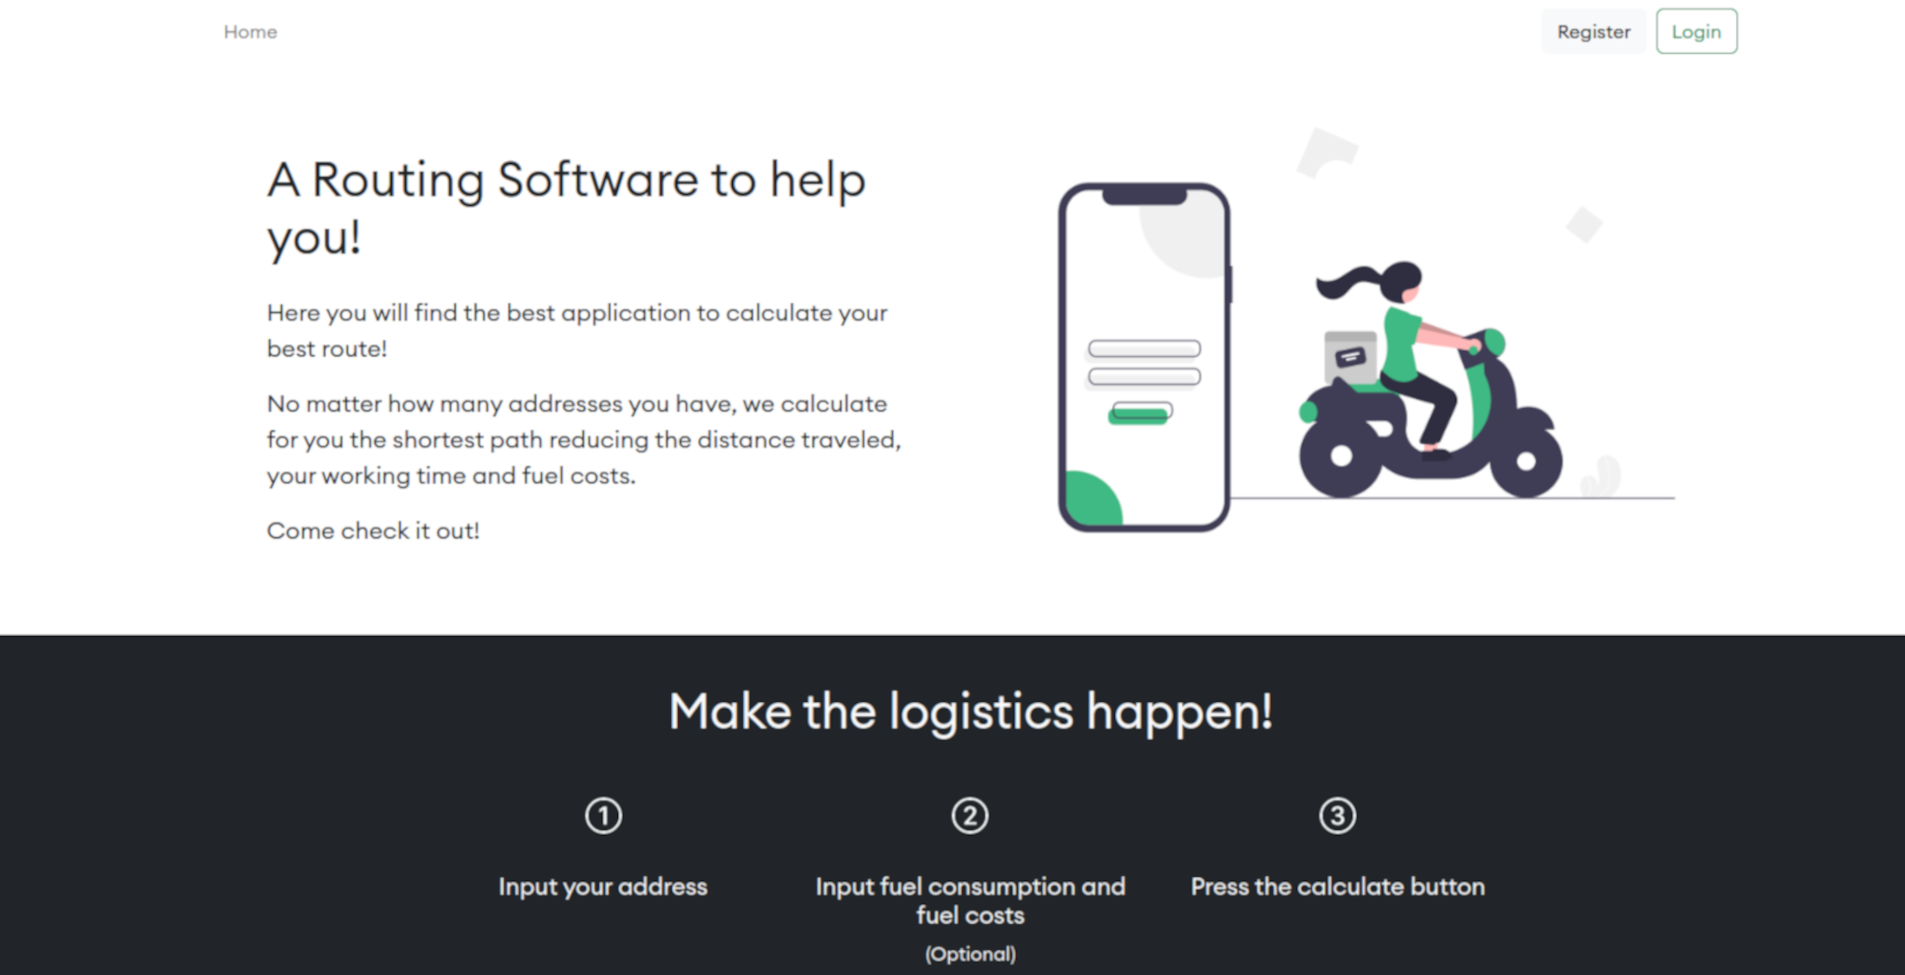 Home
Register
Login
A Routing Software to help
you!
Here you will find the best application to calculate your
best route!
No matter how many addresses you have, we calculate
for you the shortest path reducing the distance traveled,
your working time and fuel costs.
Come check it out!
Make the logistics happen!
1
2
3
Input your address
Input fuel consumption and
fuel costs
(Optional)
Press the calculate button